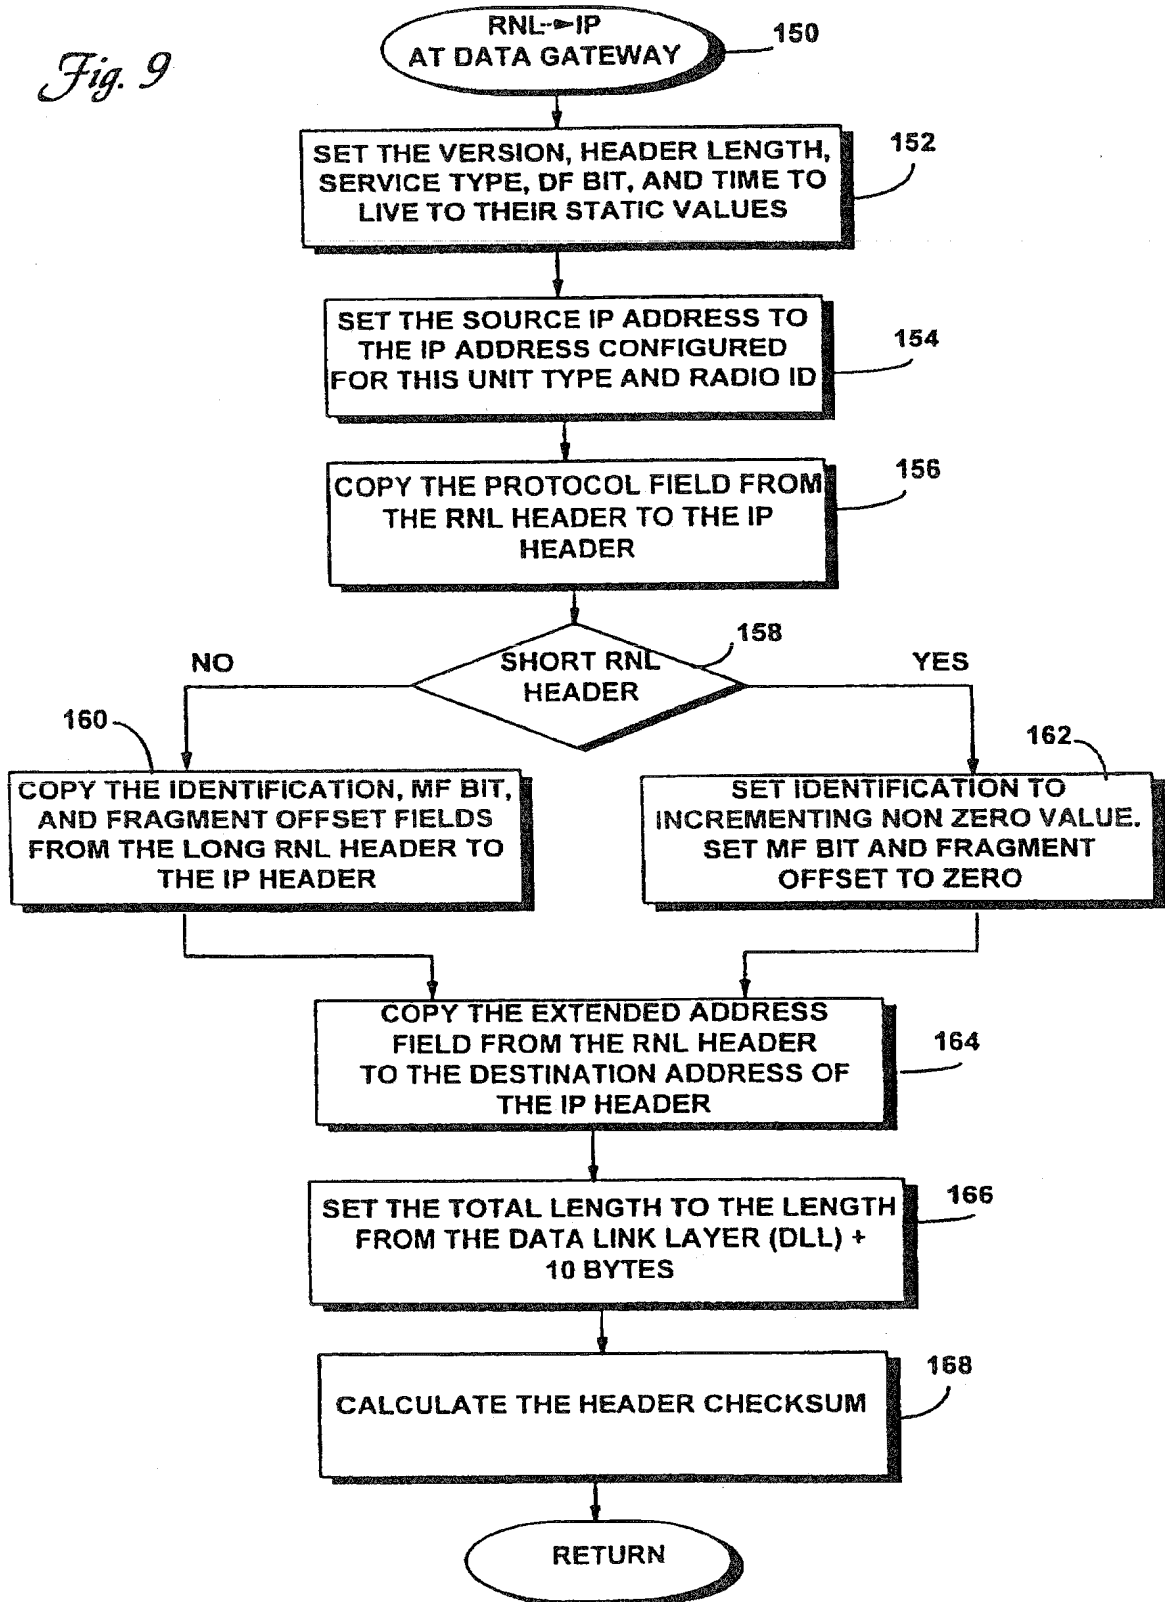 Fig. 9
RNL--►IP
AT DATA GATEWAY
150
SET THE VERSION, HEADER LENGTH,
SERVICE TYPE, DF BIT, AND TIME TO
LIVE TO THEIR STATIC VALUES
152
SET THE SOURCE IP ADDRESS TO
THE IP ADDRESS CONFIGURED
FOR THIS UNIT TYPE AND RADIO ID
154
COPY THE PROTOCOL FIELD FROM
THE RNL HEADER TO THE IP
HEADER
156
SHORT RNL
HEADER
158
NO
YES
160
COPY THE IDENTIFICATION, MF BIT,
AND FRAGMENT OFFSET FIELDS
FROM THE LONG RNL HEADER TO
THE IP HEADER
162
SET IDENTIFICATION TO
INCREMENTING NON ZERO VALUE.
SET MF BIT AND FRAGMENT
OFFSET TO ZERO
COPY THE EXTENDED ADDRESS
FIELD FROM THE RNL HEADER
TO THE DESTINATION ADDRESS OF
THE IP HEADER
164
SET THE TOTAL LENGTH TO THE LENGTH
FROM THE DATA LINK LAYER (DLL) +
10 BYTES
166
CALCULATE THE HEADER CHECKSUM
168
RETURN